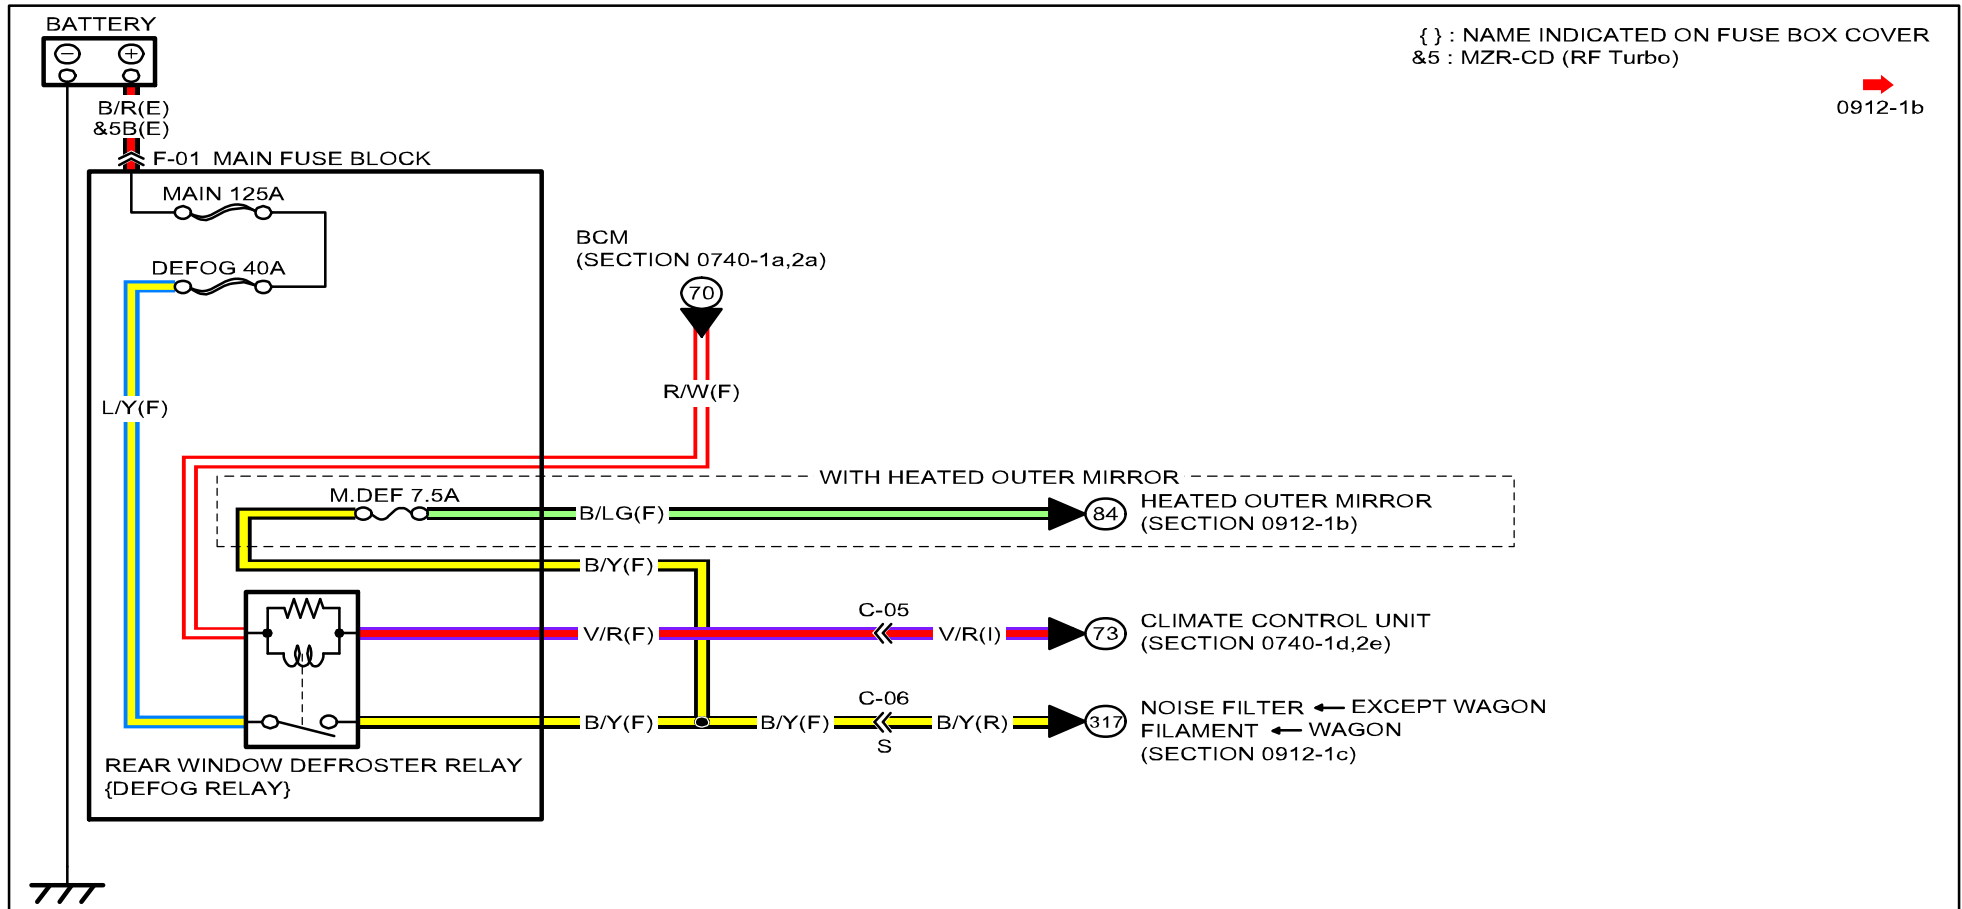 BATTERY
− +
{ } : NAME INDICATED ON FUSE BOX COVER
&5 : MZR-CD (RF Turbo)
0912-1b
B/R(E)
&5B(E)
F-01 MAIN FUSE BLOCK
MAIN 125A
BCM
(SECTION 0740-1a,2a)
DEFOG 40A
70
R/W(F)
L/Y(F)
WITH HEATED OUTER MIRROR
M.DEF 7.5A
B/LG(F)
84
HEATED OUTER MIRROR
(SECTION 0912-1b)
B/Y(F)
C-05
V/R(F)
V/R(I)
73
CLIMATE CONTROL UNIT
(SECTION 0740-1d,2e)
C-06
B/Y(F)
B/Y(F)
B/Y(R)
S
317
NOISE FILTER ← EXCEPT WAGON
FILAMENT ← WAGON
(SECTION 0912-1c)
REAR WINDOW DEFROSTER RELAY
{DEFOG RELAY}